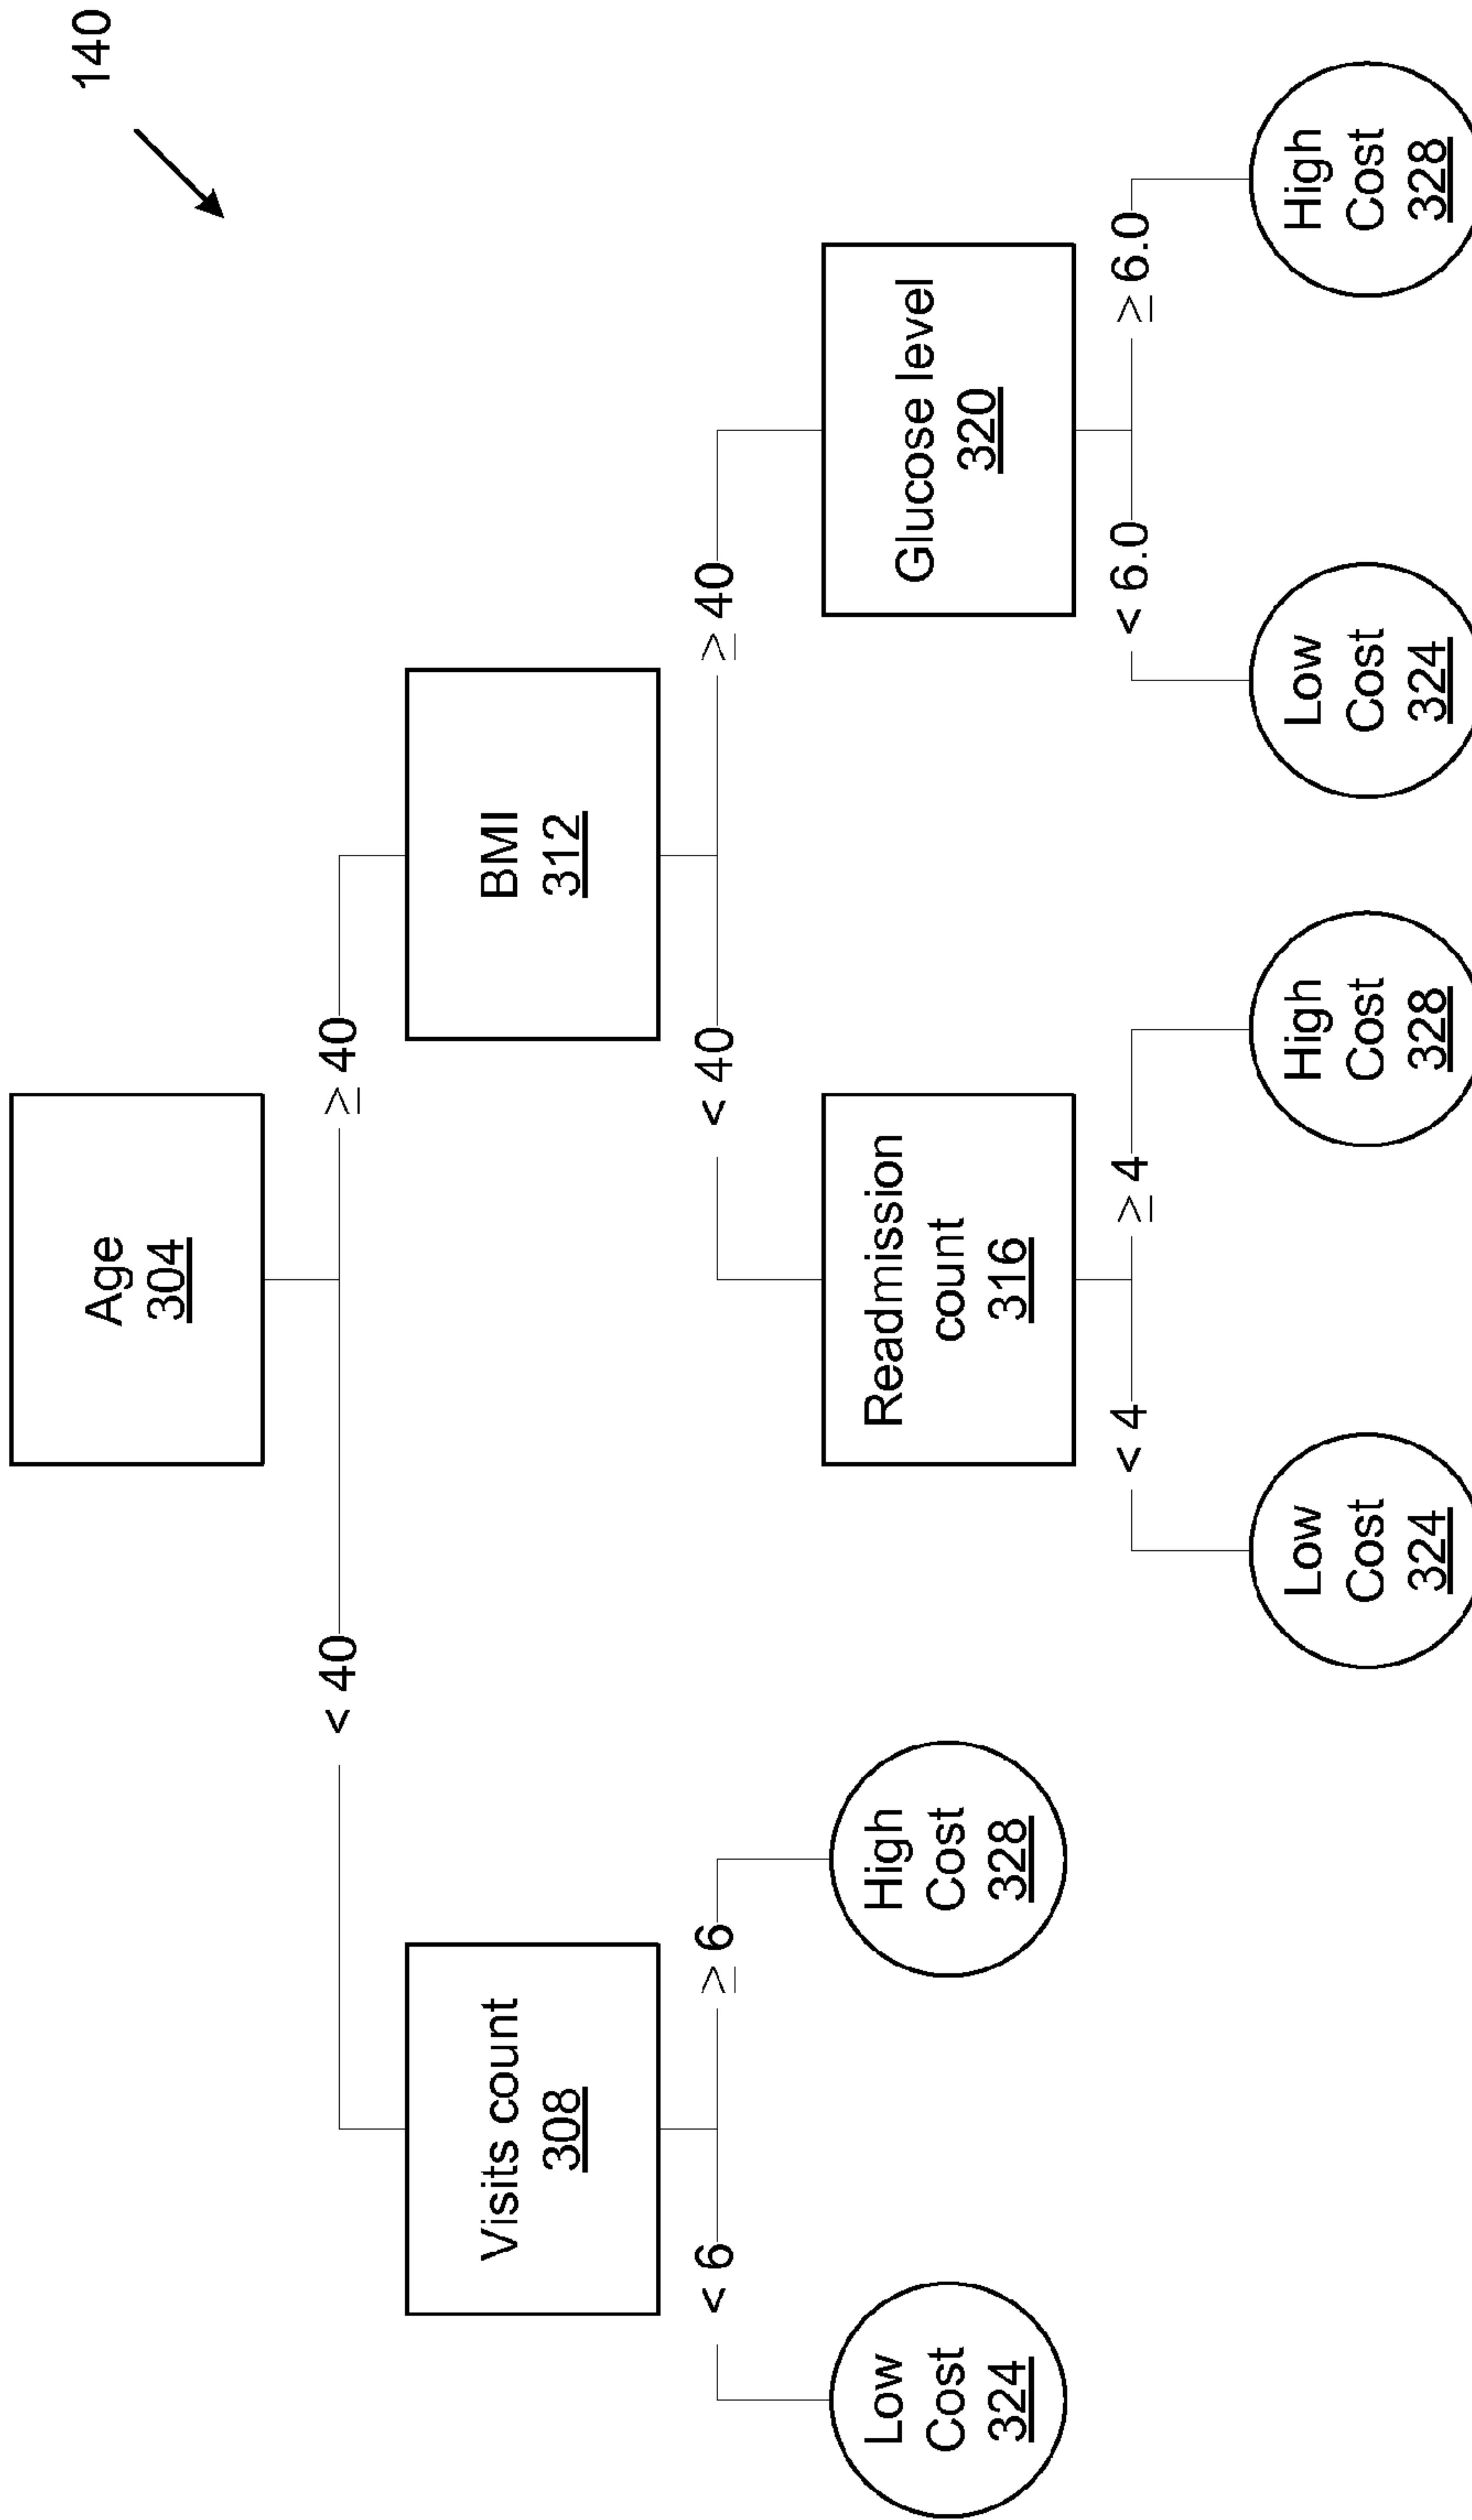 140
Age
304
< 40
≥ 40
Visits count
308
BMI
312
< 6
≥ 6
< 40
≥ 40
Low
Cost
324
High
Cost
328
Readmission
count
316
Glucose level
320
< 4
≥ 4
< 6.0
≥ 6.0
Low
Cost
324
High
Cost
328
Low
Cost
324
High
Cost
328